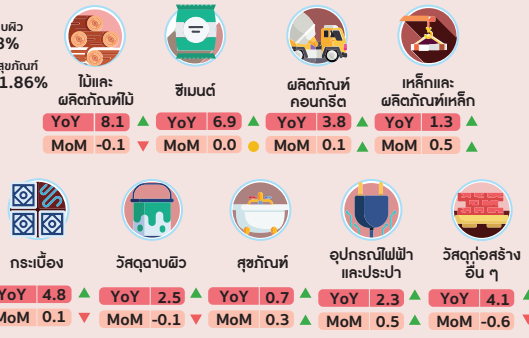 8%
1.86%
ไม้และ
ผลิตภัณฑ์ไม้
YoY 8.1
MoM -0.1
ซีเมนต์
YoY 6.9
MoM 0.0
ผลิตภัณฑ์
คอนกรีต
YoY 3.8
MoM 0.1
เหล็กและ
ผลิตภัณฑ์เหล็ก
YoY 1.3
MoM 0.5
กระเบื้อง
YoY 4.8
MoM 0.1
วัสดุฉาบผิว
YoY 2.5
MoM -0.1
สุขภัณฑ์
YoY 0.7
MoM 0.3
อุปกรณ์ไฟฟ้า
และประปา
YoY 2.3
MoM 0.5
วัสดุก่อสร้าง
อื่น ๆ
YoY 4.1
MoM -0.6